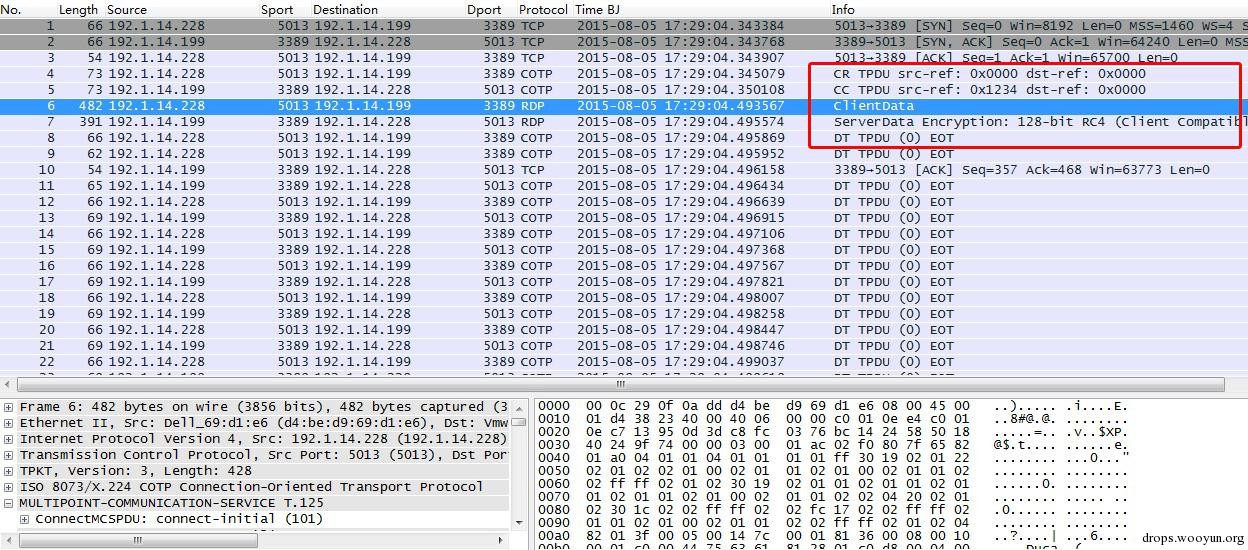 No. Length Source Sport Destination Dport Protocol Time BJ Info
1 66 192.1.14.228 5013 192.1.14.199 3389 TCP 2015-08-05 17:29:04.343384 5013→3389 [SYN] Seq=0 Win=8192 Len=0 MSS=1460 WS=4 S
2 66 192.1.14.199 3389 192.1.14.228 5013 TCP 2015-08-05 17:29:04.343768 3389→5013 [SYN, ACK] Seq=0 Ack=1 Win=64240 Len=0 MSS
3 54 192.1.14.228 5013 192.1.14.199 3389 TCP 2015-08-05 17:29:04.343907 5013→3389 [ACK] Seq=1 Ack=1 Win=65700 Len=0
4 73 192.1.14.228 5013 192.1.14.199 3389 COTP 2015-08-05 17:29:04.345079 CR TPDU src-ref: 0x0000 dst-ref: 0x0000
5 73 192.1.14.199 3389 192.1.14.228 5013 COTP 2015-08-05 17:29:04.350108 CC TPDU src-ref: 0x1234 dst-ref: 0x0000
6 482 192.1.14.228 5013 192.1.14.199 3389 RDP 2015-08-05 17:29:04.493567 ClientData
7 391 192.1.14.199 3389 192.1.14.228 5013 RDP 2015-08-05 17:29:04.495574 ServerData Encryption: 128-bit RC4 (Client Compatibl
8 66 192.1.14.228 5013 192.1.14.199 3389 COTP 2015-08-05 17:29:04.495869 DT TPDU (0) EOT
9 62 192.1.14.228 5013 192.1.14.199 3389 COTP 2015-08-05 17:29:04.495952 DT TPDU (0) EOT
10 54 192.1.14.199 3389 192.1.14.228 5013 TCP 2015-08-05 17:29:04.496158 3389→5013 [ACK] Seq=357 Ack=468 Win=63773 Len=0
11 65 192.1.14.199 3389 192.1.14.228 5013 COTP 2015-08-05 17:29:04.496434 DT TPDU (0) EOT
12 66 192.1.14.228 5013 192.1.14.199 3389 COTP 2015-08-05 17:29:04.496639 DT TPDU (0) EOT
13 69 192.1.14.199 3389 192.1.14.228 5013 COTP 2015-08-05 17:29:04.496915 DT TPDU (0) EOT
14 66 192.1.14.228 5013 192.1.14.199 3389 COTP 2015-08-05 17:29:04.497106 DT TPDU (0) EOT
15 69 192.1.14.199 3389 192.1.14.228 5013 COTP 2015-08-05 17:29:04.497368 DT TPDU (0) EOT
16 66 192.1.14.228 5013 192.1.14.199 3389 COTP 2015-08-05 17:29:04.497567 DT TPDU (0) EOT
17 69 192.1.14.199 3389 192.1.14.228 5013 COTP 2015-08-05 17:29:04.497821 DT TPDU (0) EOT
18 66 192.1.14.228 5013 192.1.14.199 3389 COTP 2015-08-05 17:29:04.498007 DT TPDU (0) EOT
19 69 192.1.14.199 3389 192.1.14.228 5013 COTP 2015-08-05 17:29:04.498258 DT TPDU (0) EOT
20 66 192.1.14.228 5013 192.1.14.199 3389 COTP 2015-08-05 17:29:04.498447 DT TPDU (0) EOT
21 69 192.1.14.199 3389 192.1.14.228 5013 COTP 2015-08-05 17:29:04.498746 DT TPDU (0) EOT
22 66 192.1.14.228 5013 192.1.14.199 3389 COTP 2015-08-05 17:29:04.499037 DT TPDU (0) EOT
Frame 6: 482 bytes on wire (3856 bits), 482 bytes captured (3
Ethernet II, Src: Dell_69:d1:e6 (d4:be:d9:69:d1:e6), Dst: Vmw
Internet Protocol Version 4, Src: 192.1.14.228 (192.1.14.228)
Transmission Control Protocol, Src Port: 5013 (5013), Dst Por
TPKT, Version: 3, Length: 428
ISO 8073/X.224 COTP Connection-Oriented Transport Protocol
MULTIPOINT-COMMUNICATION-SERVICE T.125
ConnectMCSPDU: connect-initial (101)
0000 00 0c 29 0f 0a dd d4 be d9 69 d1 e6 08 00 45 00 ..)..... .i....E.
0010 01 d4 38 23 40 00 40 06 00 00 c0 01 0e e4 c0 01 ..8#@.@. ........
0020 0e c7 13 95 0d 3d c8 fc 03 76 bc 14 24 58 50 18 .....=.. .v..$XP.
0030 40 24 9f 74 00 00 03 00 01 ac 02 f0 80 7f 65 82 @$.t.... ......e.
0040 01 a0 04 01 01 04 01 01 01 01 ff 30 19 02 01 22 ........ ...0..."
0050 02 01 02 02 01 00 02 01 01 02 01 00 02 01 01 02 ........ ........
0060 02 ff ff 02 01 02 30 19 02 01 01 02 01 01 02 01 ......0. ........
0070 01 02 01 01 02 01 00 02 01 01 02 02 04 20 02 01 ........ ..... ..
0080 02 30 1c 02 02 ff ff 02 02 fc 17 02 02 ff ff 02 .0...... ........
0090 01 01 02 01 00 02 01 01 02 02 ff ff 02 01 02 04 ........ ........
00a0 82 01 3f 00 05 00 14 7c 00 01 81 36 00 08 00 10 ..?....| ...6....
drops.wooyun.org